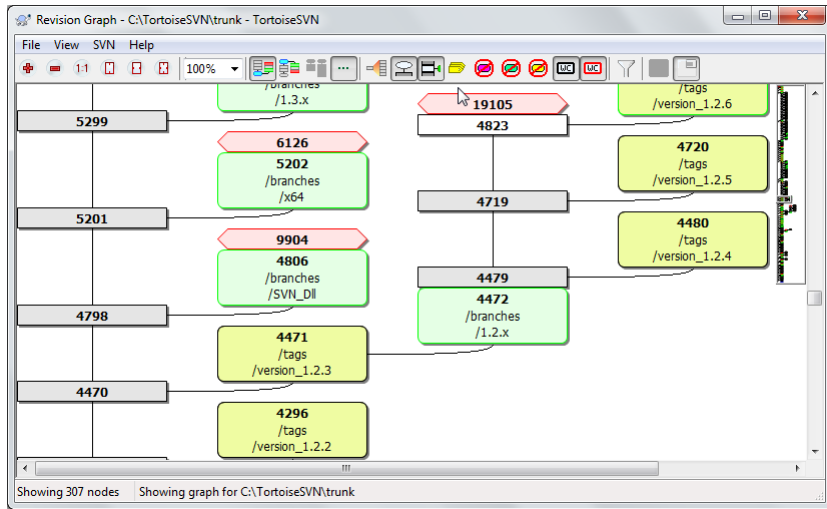 Revision Graph - C:\TortoiseSVN\trunk - TortoiseSVN
File View SVN Help
1:1
100%
WC WC
/branches
/1.3.x
5299
6126
5202
/branches
/x64
5201
9904
4806
/branches
/SVN_Dll
4798
4471
/tags
/version_1.2.3
4470
4296
/tags
/version_1.2.2
19105
4823
4719
4479
4472
/branches
/1.2.x
/tags
/version_1.2.6
4720
/tags
/version_1.2.5
4480
/tags
/version_1.2.4
Showing 307 nodes Showing graph for C:\TortoiseSVN\trunk